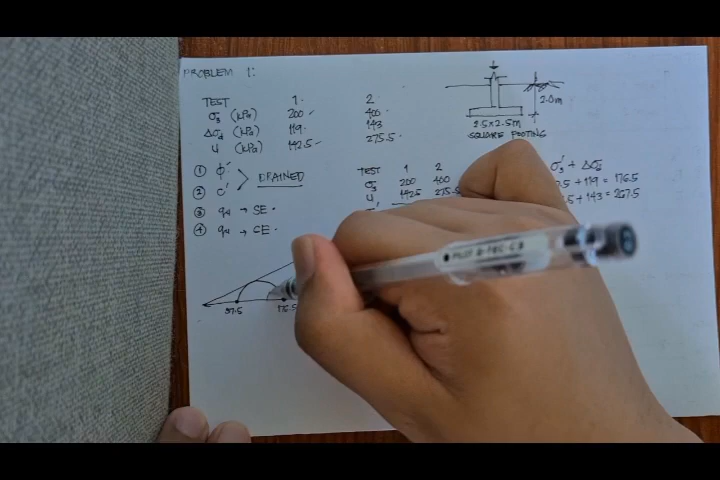 PROBLEM 1:
TEST 1 2
σ₃ (kPa) 200 400
Δσd (kPa) 119 143
u (kPa) 142.5 275.5
2.0m
2.5 x 2.5m
SQUARE FOOTING
① φ'
② c'
DRAINED
③ qu → SE
④ qu → CE
TEST 1 2
σ₃ 200 400
u 142.5 275.5
σ₃' + Δσd
7.5 + 119 = 176.5
.5 + 143 = 267.5
57.5 176.5